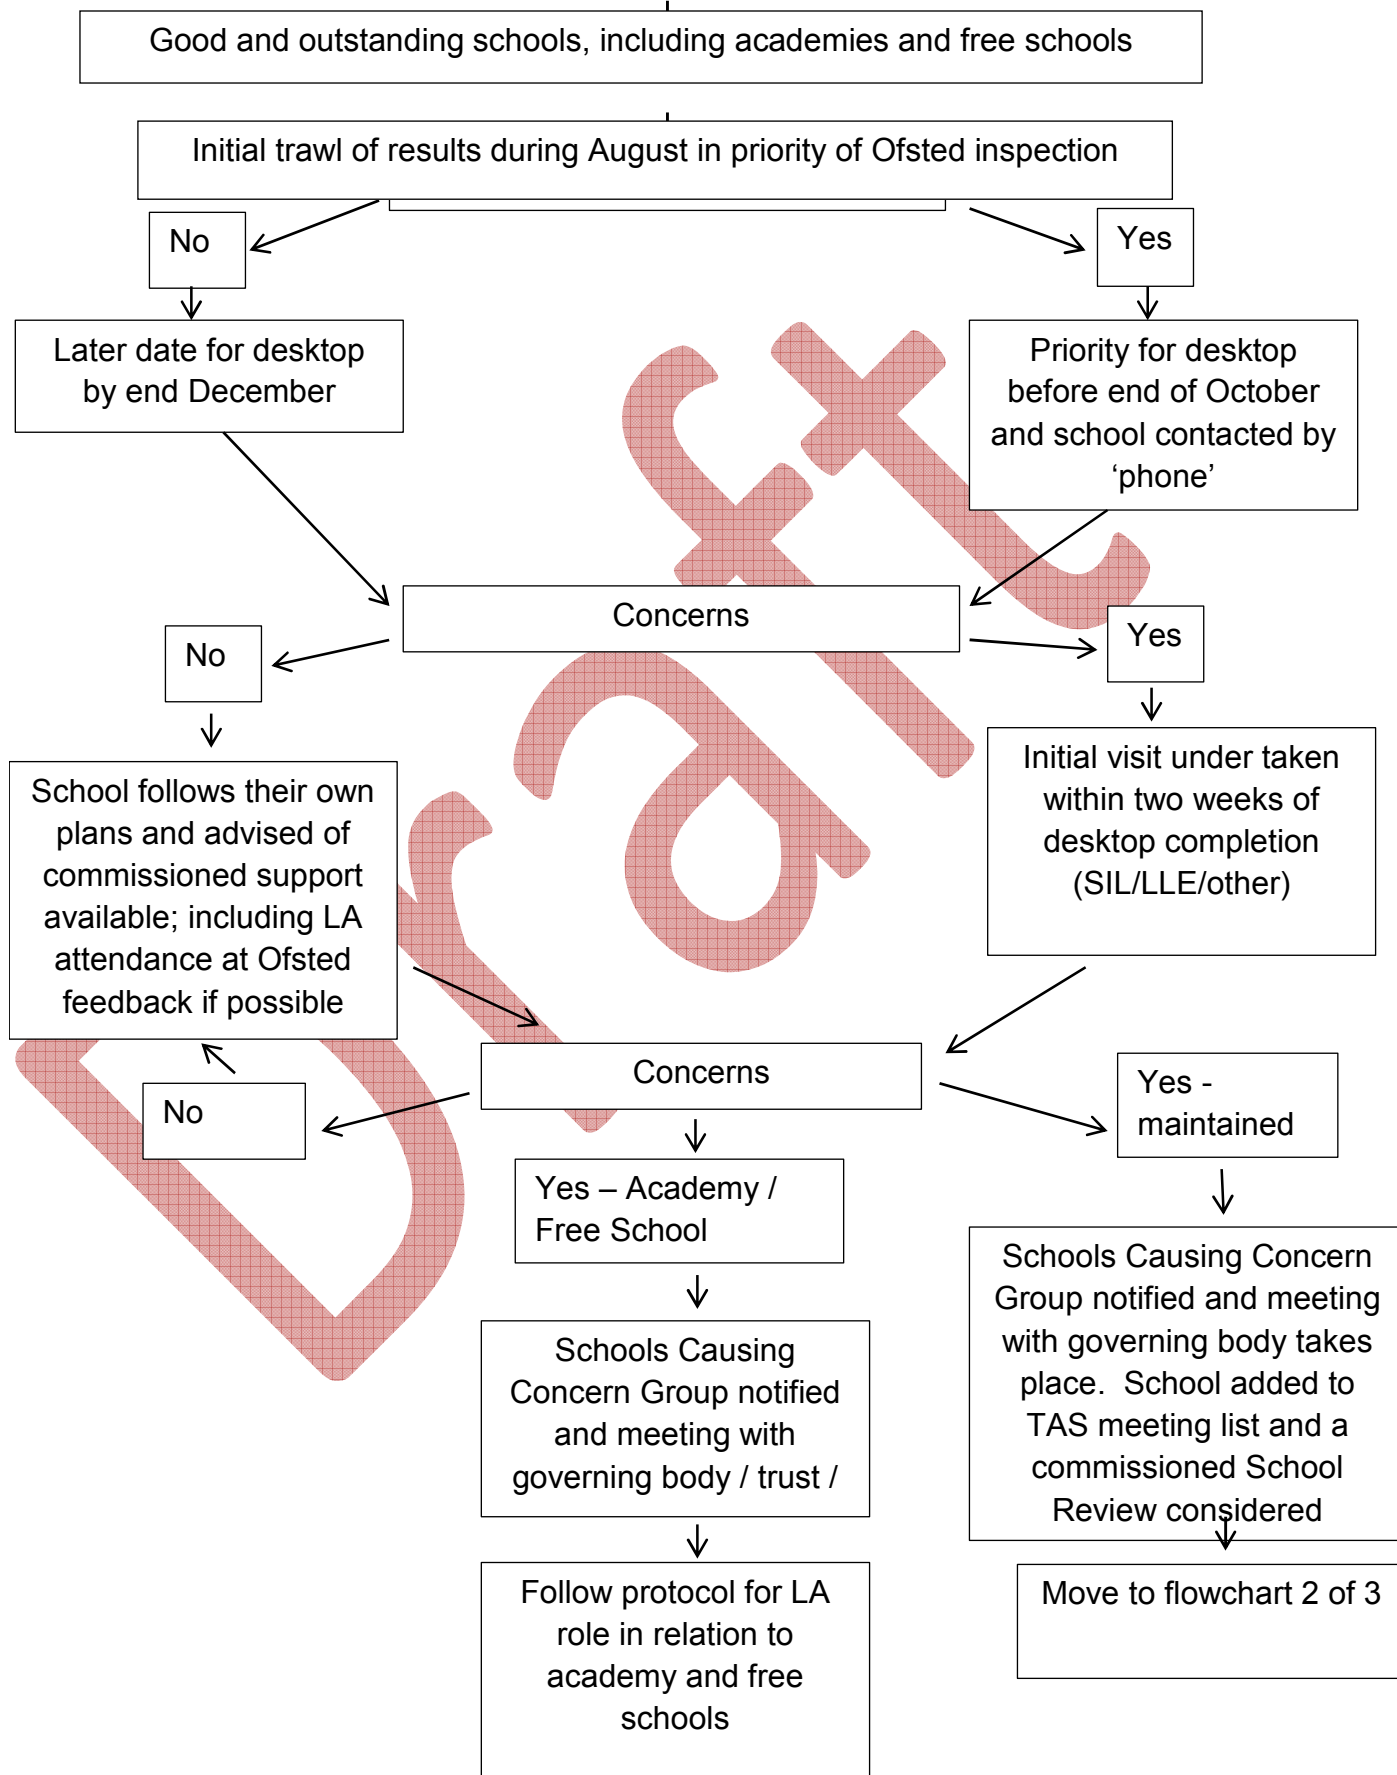 Good and outstanding schools, including academies and free schools
Initial trawl of results during August in priority of Ofsted inspection
No
Yes
Later date for desktop
by end December
Priority for desktop
before end of October
and school contacted by
‘phone’
Concerns
No
Yes
School follows their own
plans and advised of
commissioned support
available; including LA
attendance at Ofsted
feedback if possible
Initial visit under taken
within two weeks of
desktop completion
(SIL/LLE/other)
Concerns
No
Yes -
maintained
Yes – Academy /
Free School
Schools Causing
Concern Group notified
and meeting with
governing body / trust /
Schools Causing Concern
Group notified and meeting
with governing body takes
place.  School added to
TAS meeting list and a
commissioned School
Review considered
Follow protocol for LA
role in relation to
academy and free
schools
Move to flowchart 2 of 3
Draft